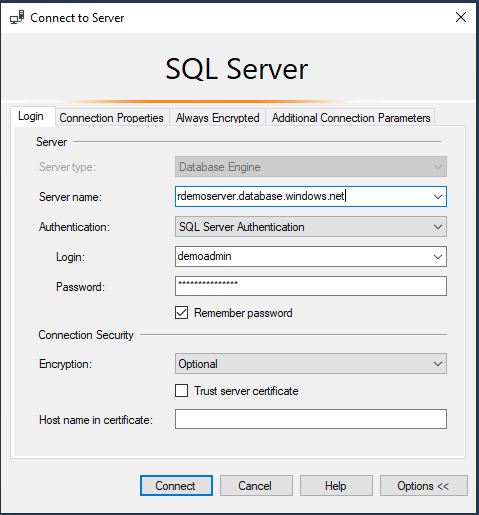 Connect to Server
SQL Server
Login Connection Properties Always Encrypted Additional Connection Parameters
Server
Server type: Database Engine
Server name: rdemoserver.database.windows.net
Authentication: SQL Server Authentication
Login: demoadmin
Password: ***************
Remember password
Connection Security
Encryption: Optional
Trust server certificate
Host name in certificate:
Connect Cancel Help Options <<